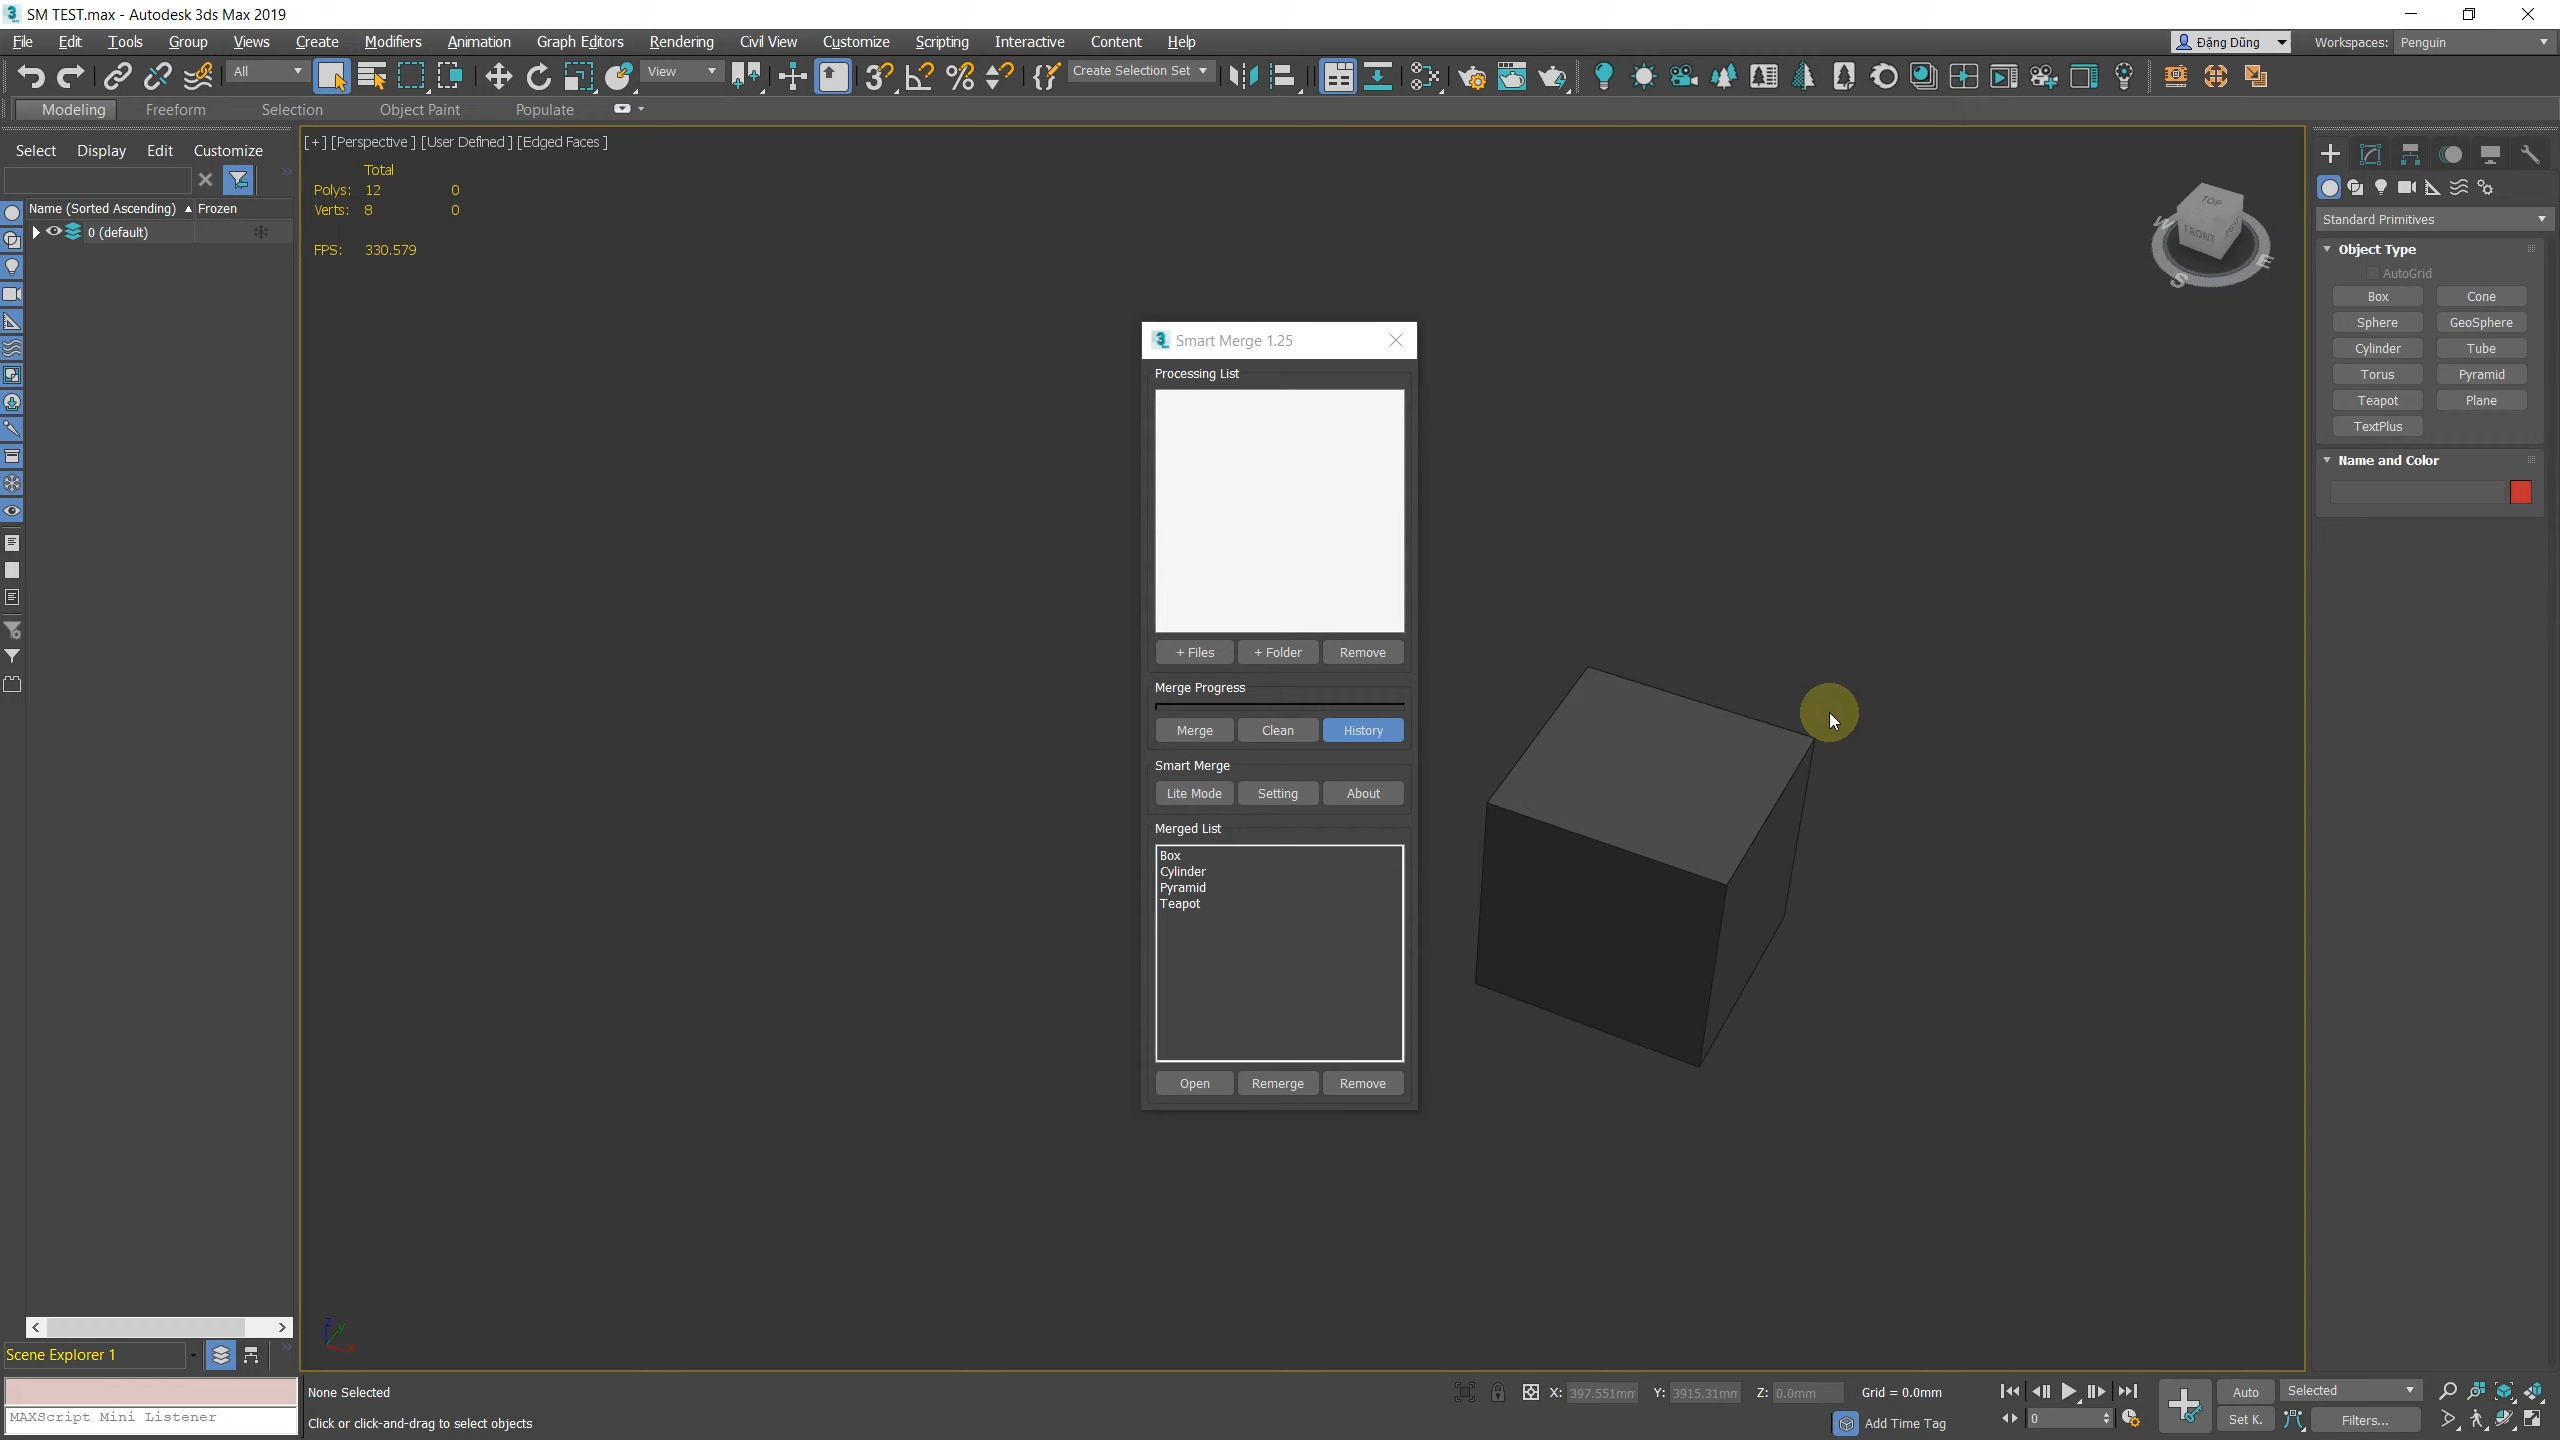 SM TEST.max - Autodesk 3ds Max 2019
File Edit Tools Group Views Create Modifiers Animation Graph Editors Rendering Civil View Customize Scripting Interactive Content Help
Đặng Dũng Workspaces: Penguin
All View Create Selection Set
Modeling Freeform Selection Object Paint Populate
Select Display Edit Customize
Name (Sorted Ascending) Frozen
0 (default)
[+] [Perspective ] [User Defined ] [Edged Faces ]
Total
Polys: 12 0
Verts: 8 0
FPS: 330.579
TOP
FRONT
W
S
E
Smart Merge 1.25
Processing List
+ Files + Folder Remove
Merge Progress
Merge Clean History
Smart Merge
Lite Mode Setting About
Merged List
Box
Cylinder
Pyramid
Teapot
Open Remerge Remove
Standard Primitives
Object Type
AutoGrid
Box Cone
Sphere GeoSphere
Cylinder Tube
Torus Pyramid
Teapot Plane
TextPlus
Name and Color
z
y
x
Scene Explorer 1
MAXScript Mini Listener
None Selected
Click or click-and-drag to select objects
X: 397.551mm Y: 3915.31mm Z: 0.0mm Grid = 0.0mm
Add Time Tag
0
Auto Selected
Set K. Filters...